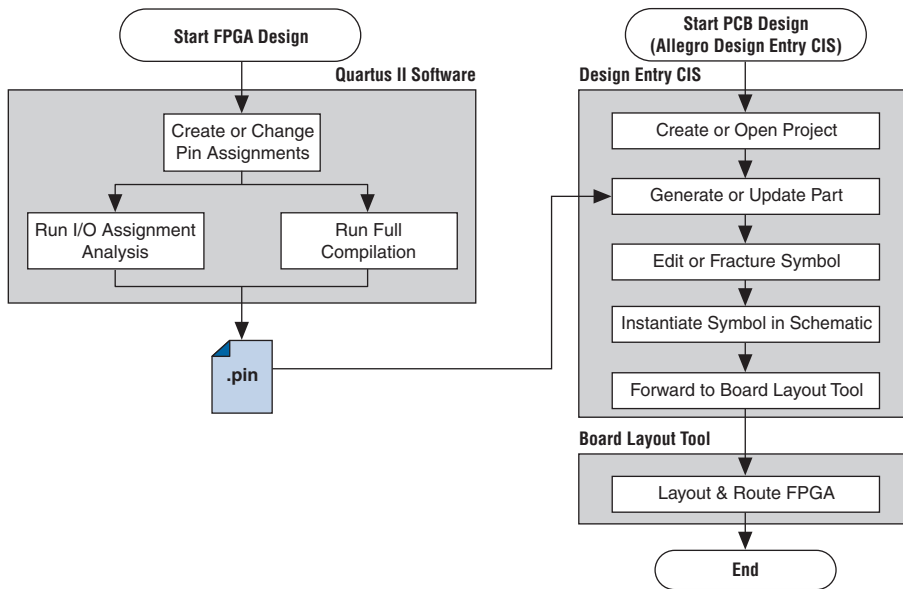 Start FPGA Design
Quartus II Software
Create or Change
Pin Assignments
Run I/O Assignment
Analysis
Run Full
Compilation
.pin
Start PCB Design
(Allegro Design Entry CIS)
Design Entry CIS
Create or Open Project
Generate or Update Part
Edit or Fracture Symbol
Instantiate Symbol in Schematic
Forward to Board Layout Tool
Board Layout Tool
Layout & Route FPGA
End